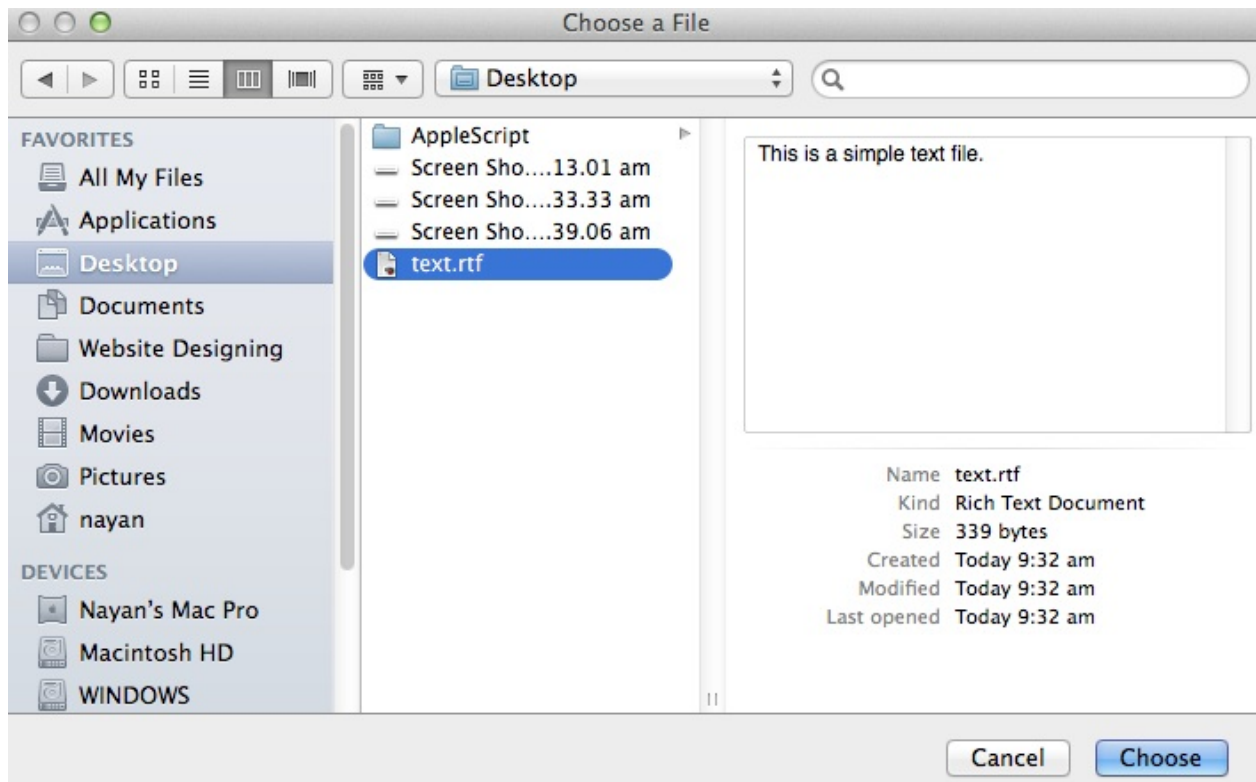 Choose a File
Desktop
FAVORITES
All My Files
Applications
Desktop
Documents
Website Designing
Downloads
Movies
Pictures
nayan
DEVICES
Nayan's Mac Pro
Macintosh HD
WINDOWS
AppleScript
Screen Sho....13.01 am
Screen Sho....33.33 am
Screen Sho....39.06 am
text.rtf
This is a simple text file.
Name text.rtf
Kind Rich Text Document
Size 339 bytes
Created Today 9:32 am
Modified Today 9:32 am
Last opened Today 9:32 am
Cancel Choose